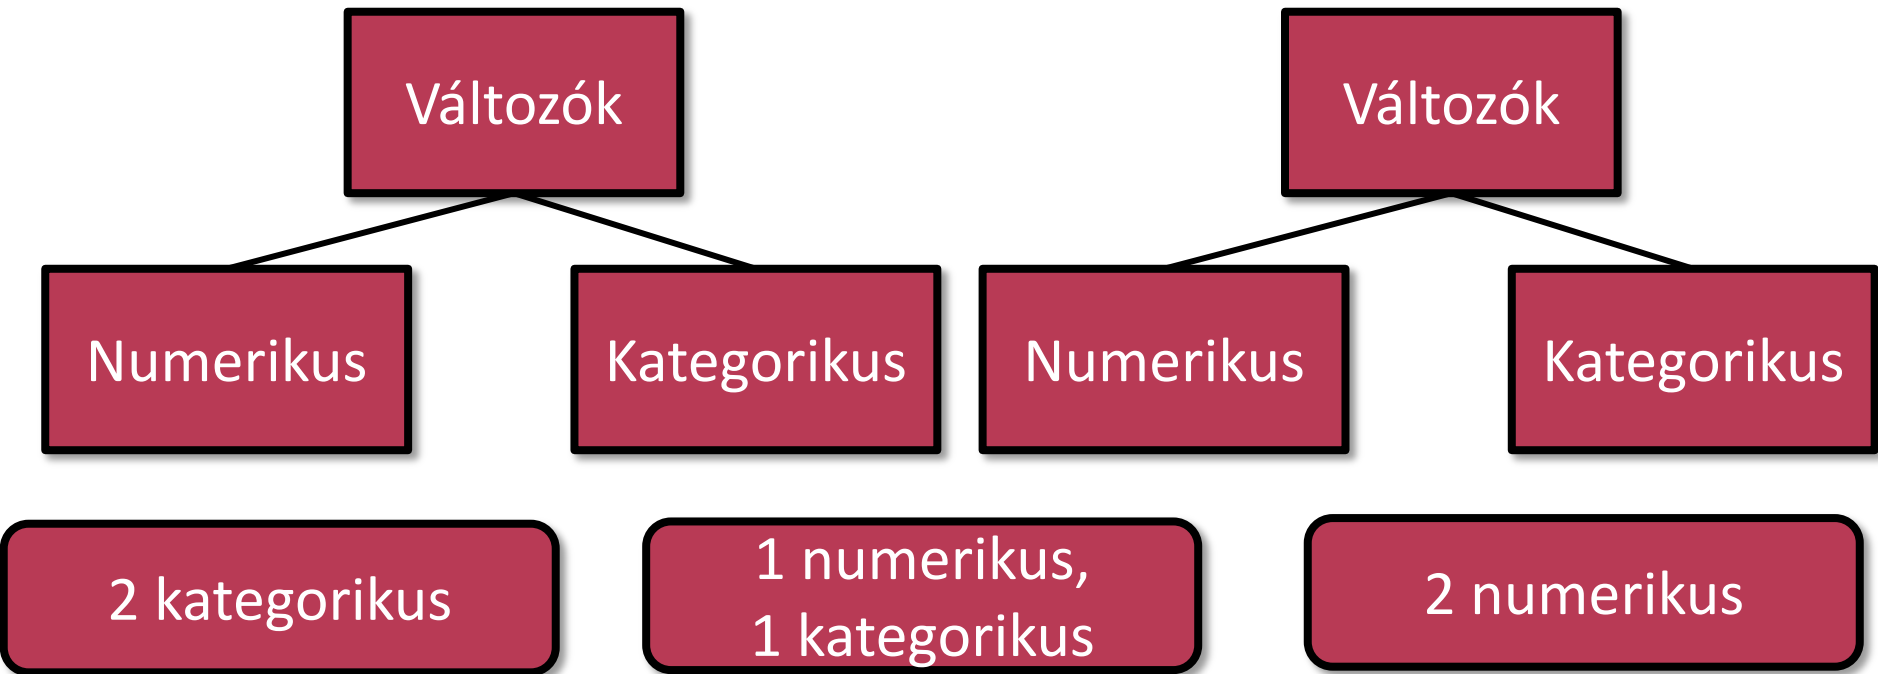 Változók
Változók
Numerikus
Kategorikus
Numerikus
Kategorikus
2 kategorikus
1 numerikus,
1 kategorikus
2 numerikus